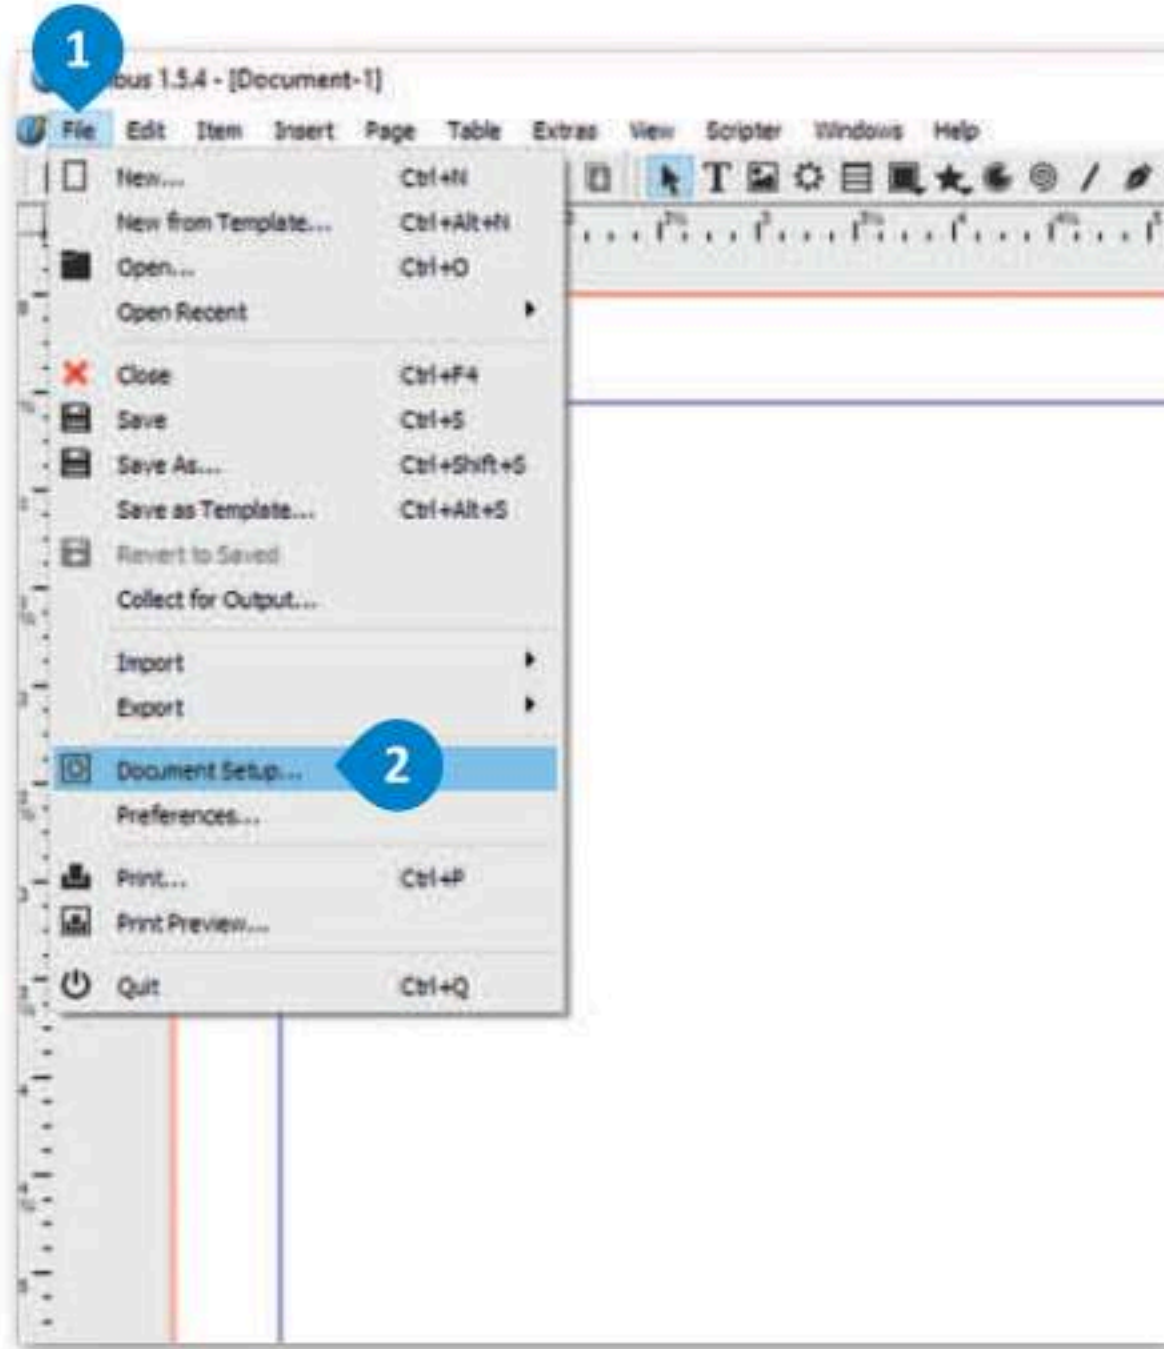 1
bus 1.5.4 - [Document-1]
File Edit Item Insert Page Table Extras View Scripter Windows Help
New... Ctrl+N
New from Template... Ctrl+Alt+N
Open... Ctrl+O
Open Recent
Close Ctrl+F4
Save Ctrl+S
Save As... Ctrl+Shift+S
Save as Template... Ctrl+Alt+S
Revert to Saved
Collect for Output...
Import
Export
Document Setup... 2
Preferences...
Print... Ctrl+P
Print Preview...
Quit Ctrl+Q